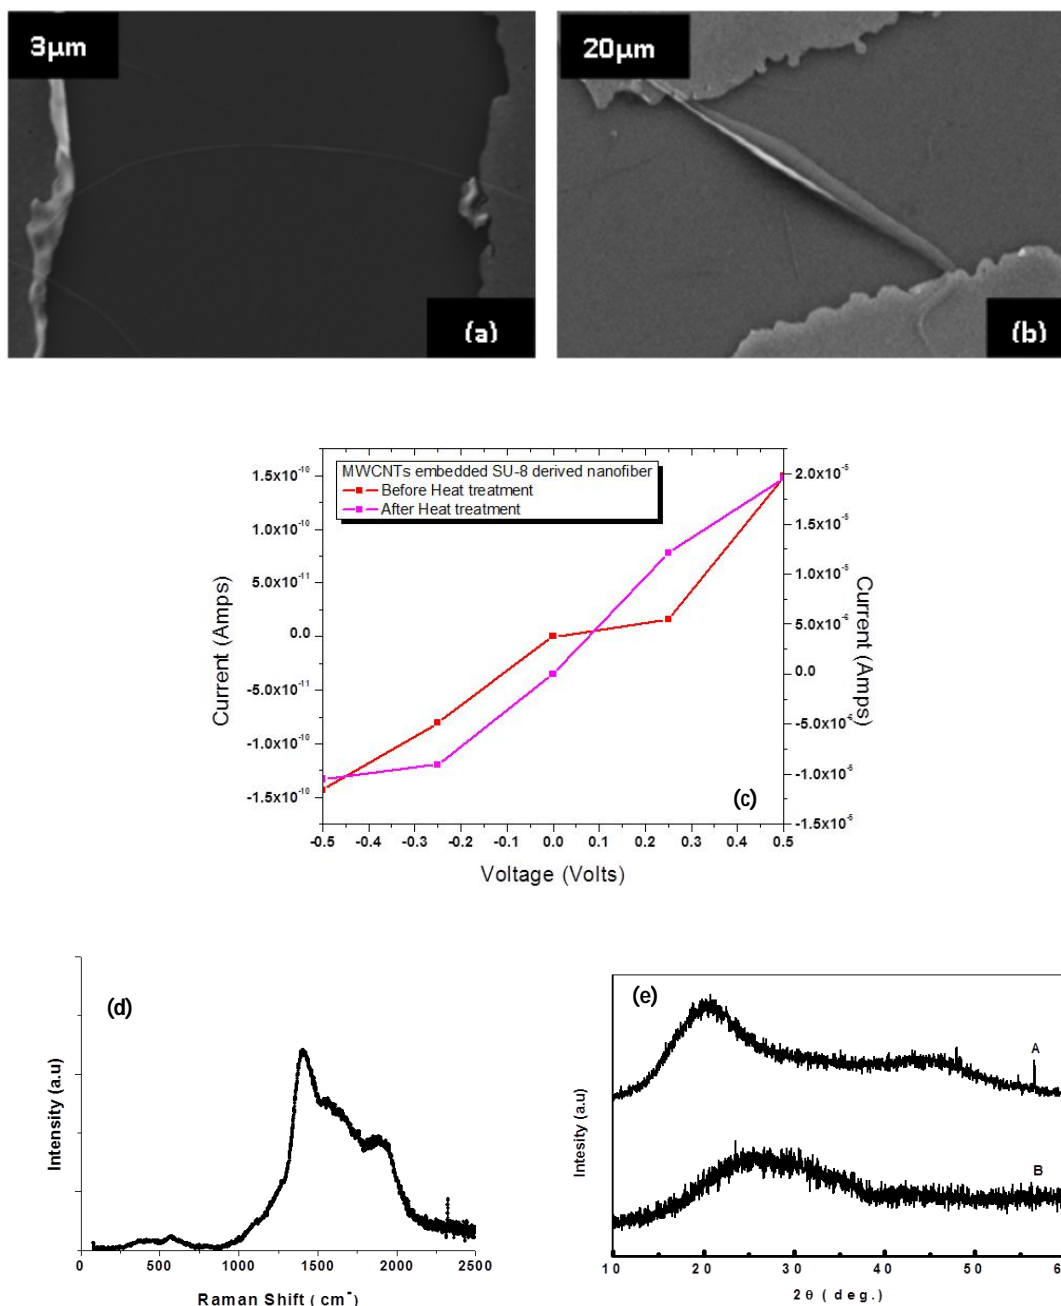 3μm
20μm
(a)
(b)
MWCNTs embedded SU-8 derived nanofiber
Before Heat treatment
After Heat treatment
1.5x10⁻¹⁰
1.0x10⁻¹⁰
5.0x10⁻¹¹
0.0
-5.0x10⁻¹¹
-1.0x10⁻¹⁰
-1.5x10⁻¹⁰
Current (Amps)
2.0x10⁻⁵
1.5x10⁻⁵
1.0x10⁻⁵
5.0x10⁻⁶
0.0
-5.0x10⁻⁶
-1.0x10⁻⁵
-1.5x10⁻⁵
Current (Amps)
(c)
-0.5 -0.4 -0.3 -0.2 -0.1 0.0 0.1 0.2 0.3 0.4 0.5
Voltage (Volts)
(d)
Intensity (a.u)
0 500 1000 1500 2000 2500
Raman Shift ( cm⁻)
(e)
A
B
Intesity (a.u)
10 20 30 40 50 6
2θ (deg.)